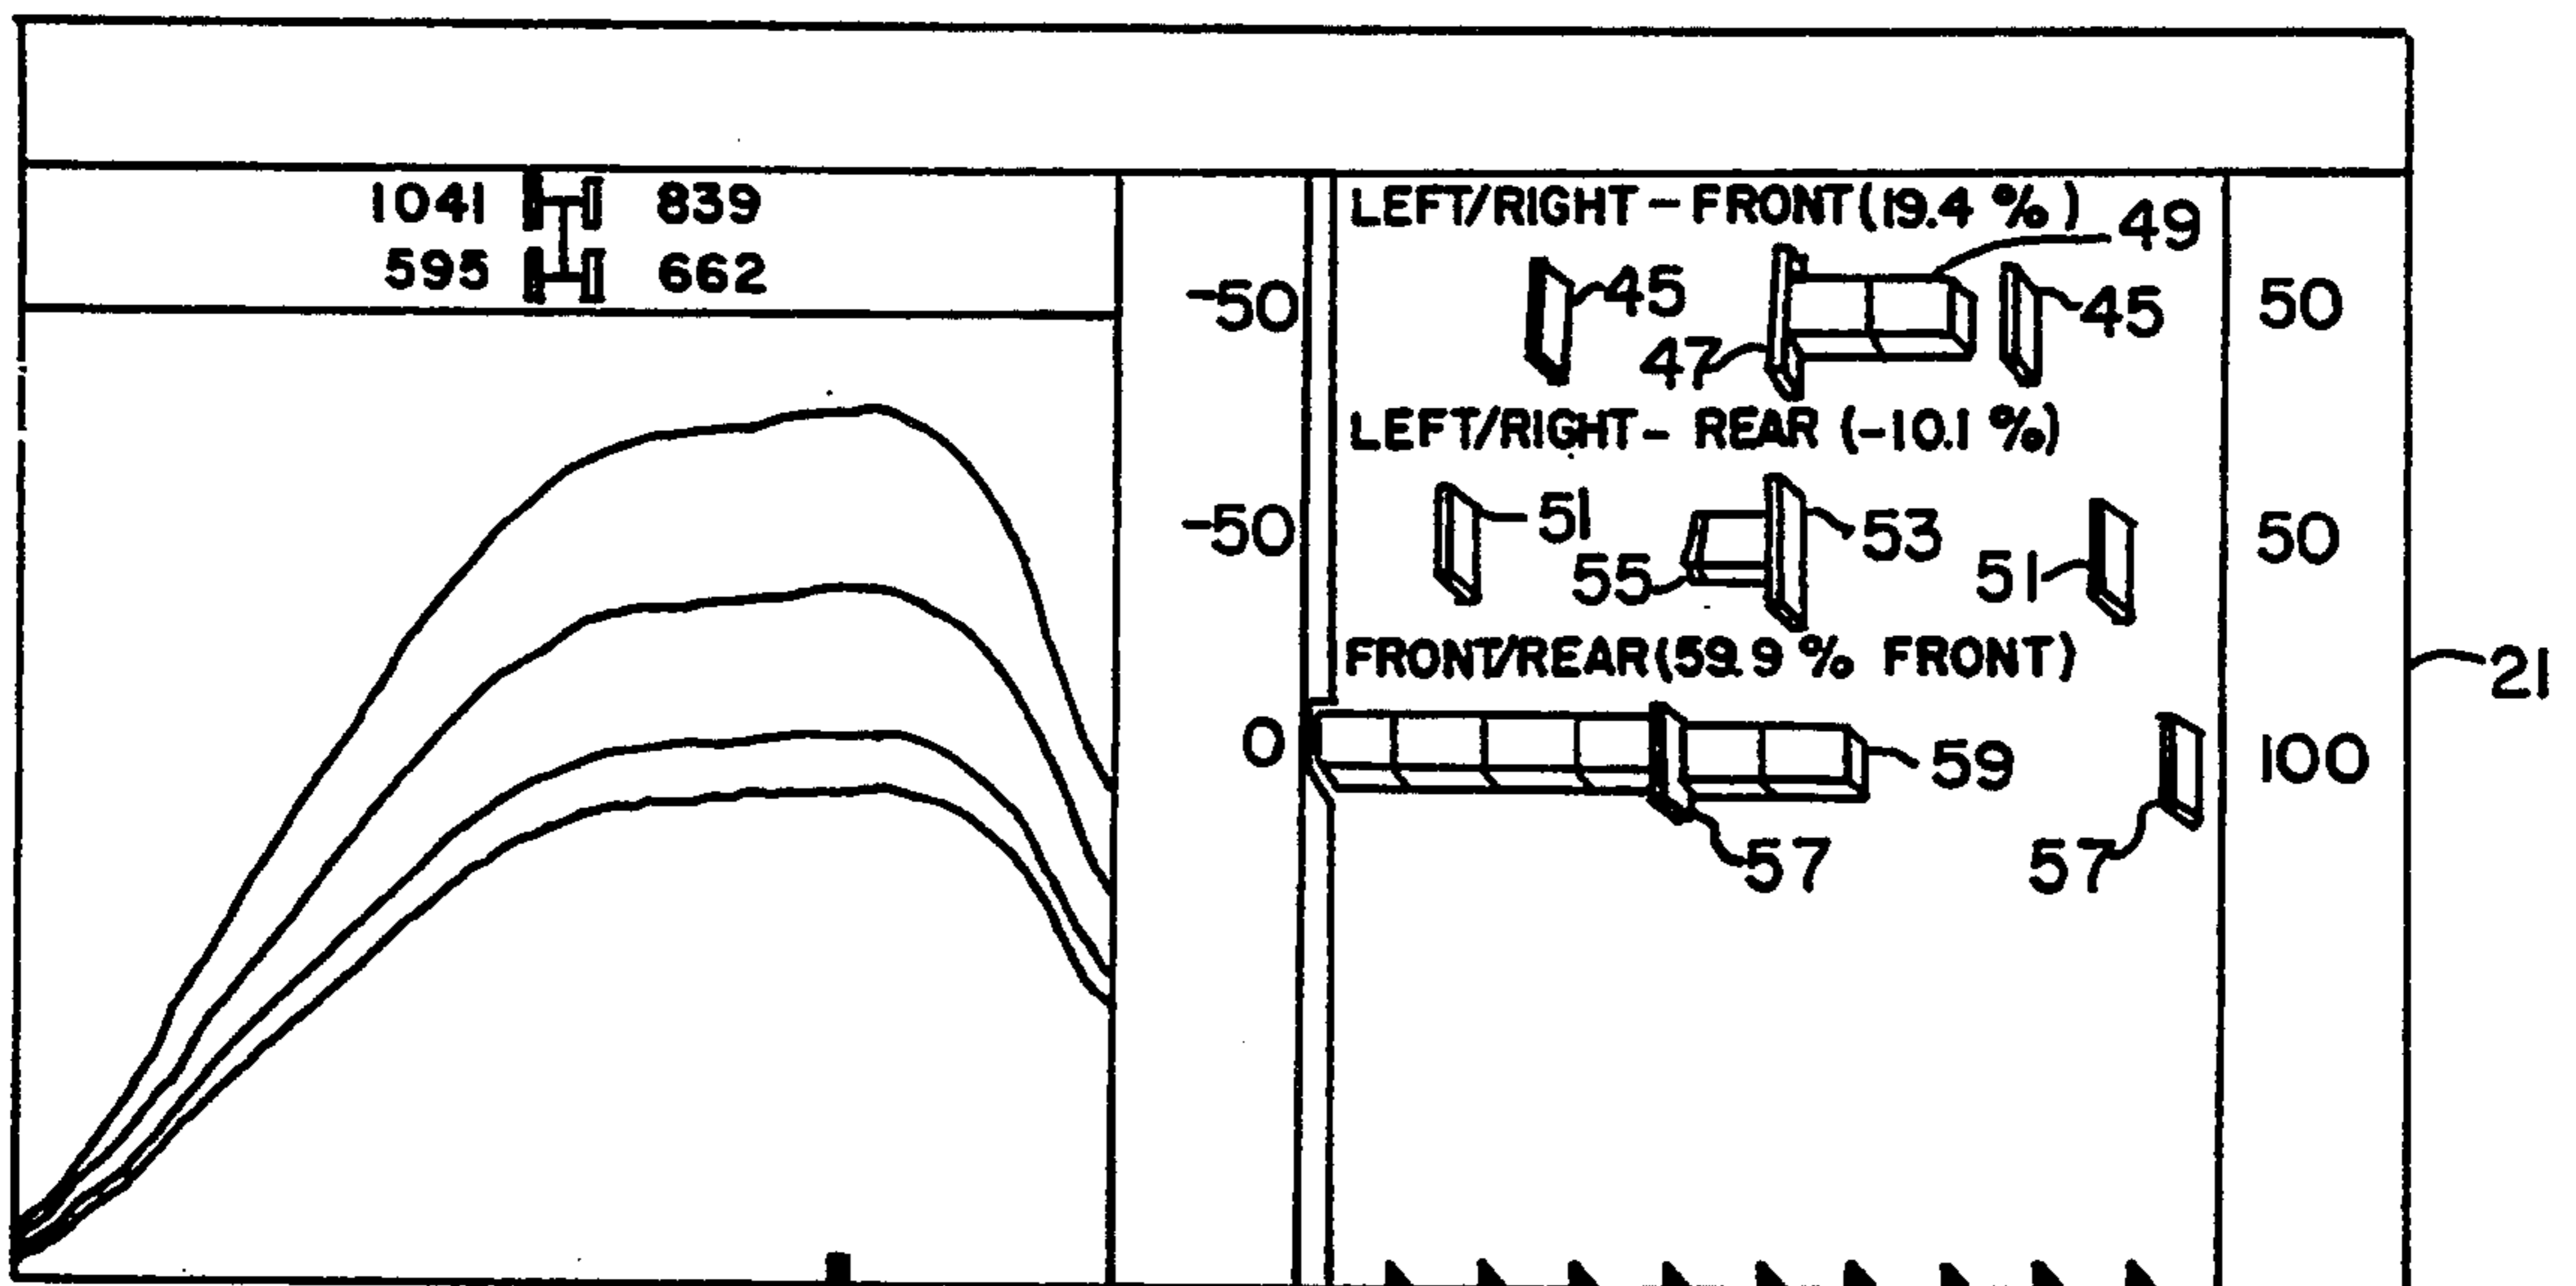 1041 839
595 662
LEFT/RIGHT - FRONT (19.4 %)
49
-50 45 47 45 50
LEFT/RIGHT - REAR (-10.1 %)
-50 51 55 53 51 50
FRONT/REAR (59.9 % FRONT)
21
0 59 100
57 57